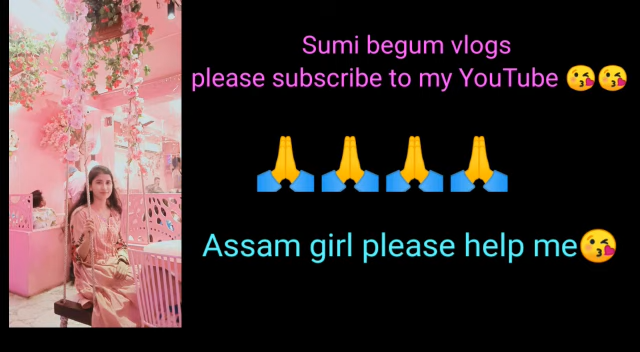 Sumi begum vlogs
please subscribe to my YouTube 😘😘
🙏🙏🙏🙏
Assam girl please help me😘